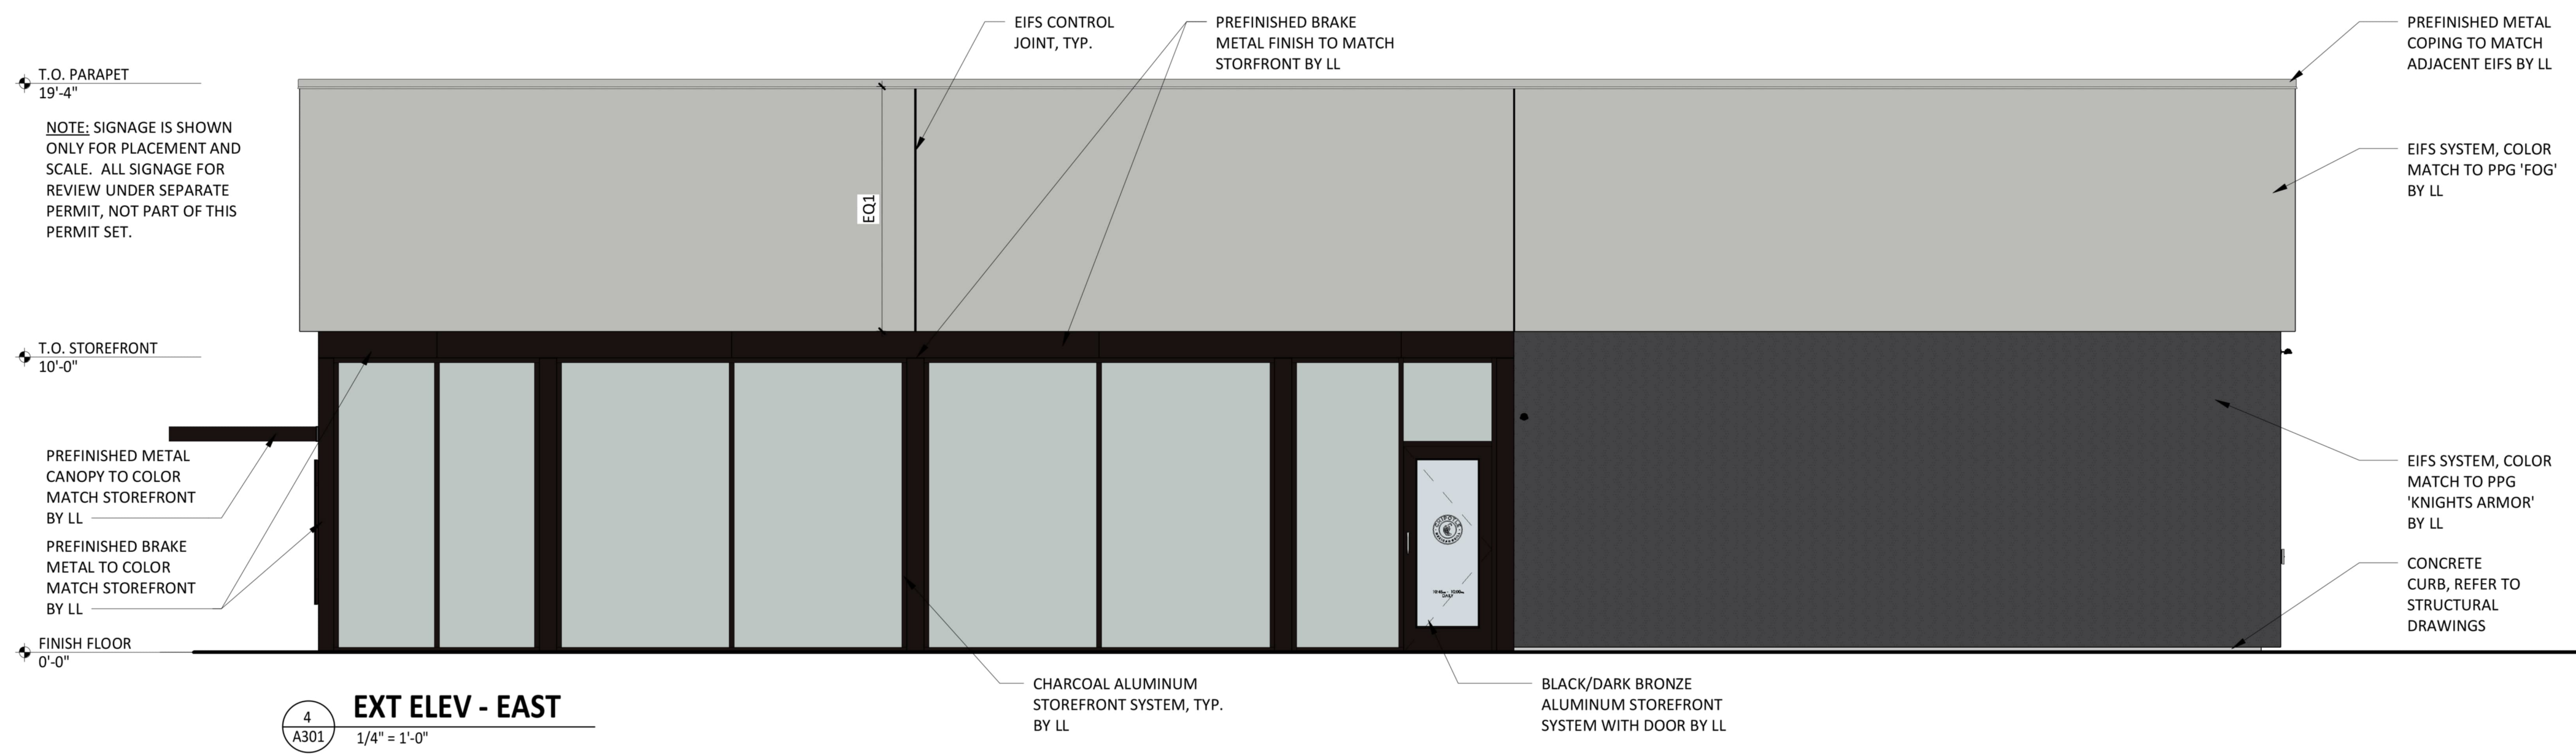 EIFS CONTROL
JOINT, TYP.
PREFINISHED BRAKE
METAL FINISH TO MATCH
STORFRONT BY LL
PREFINISHED METAL
COPING TO MATCH
ADJACENT EIFS BY LL
T.O. PARAPET
19'-4"
NOTE: SIGNAGE IS SHOWN
ONLY FOR PLACEMENT AND
SCALE. ALL SIGNAGE FOR
REVIEW UNDER SEPARATE
PERMIT, NOT PART OF THIS
PERMIT SET.
EQ1
EIFS SYSTEM, COLOR
MATCH TO PPG 'FOG'
BY LL
T.O. STOREFRONT
10'-0"
PREFINISHED METAL
CANOPY TO COLOR
MATCH STOREFRONT
BY LL
PREFINISHED BRAKE
METAL TO COLOR
MATCH STOREFRONT
BY LL
EIFS SYSTEM, COLOR
MATCH TO PPG
'KNIGHTS ARMOR'
BY LL
CHIPOTLE
DAILY
CONCRETE
CURB, REFER TO
STRUCTURAL
DRAWINGS
FINISH FLOOR
0'-0"
CHARCOAL ALUMINUM
STOREFRONT SYSTEM, TYP.
BY LL
BLACK/DARK BRONZE
ALUMINUM STOREFRONT
SYSTEM WITH DOOR BY LL
4
A301
EXT ELEV - EAST
1/4" = 1'-0"